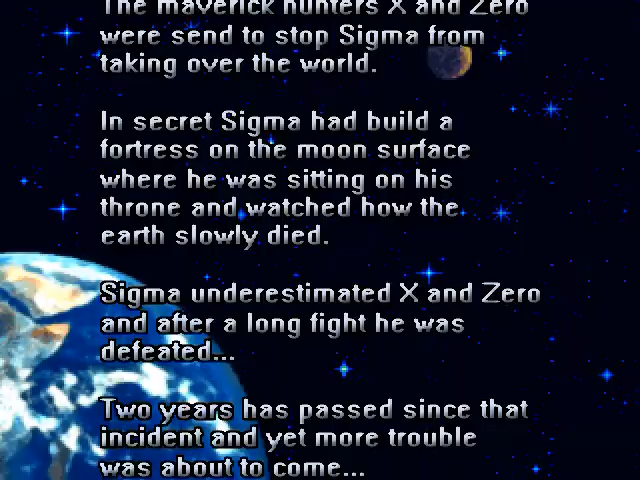 The maverick hunters X and Zero
were send to stop Sigma from
taking over the world.
In secret Sigma had build a
fortress on the moon surface
where he was sitting on his
throne and watched how the
earth slowly died.
Sigma underestimated X and Zero
and after a long fight he was
defeated...
Two years has passed since that
incident and yet more trouble
was about to come...